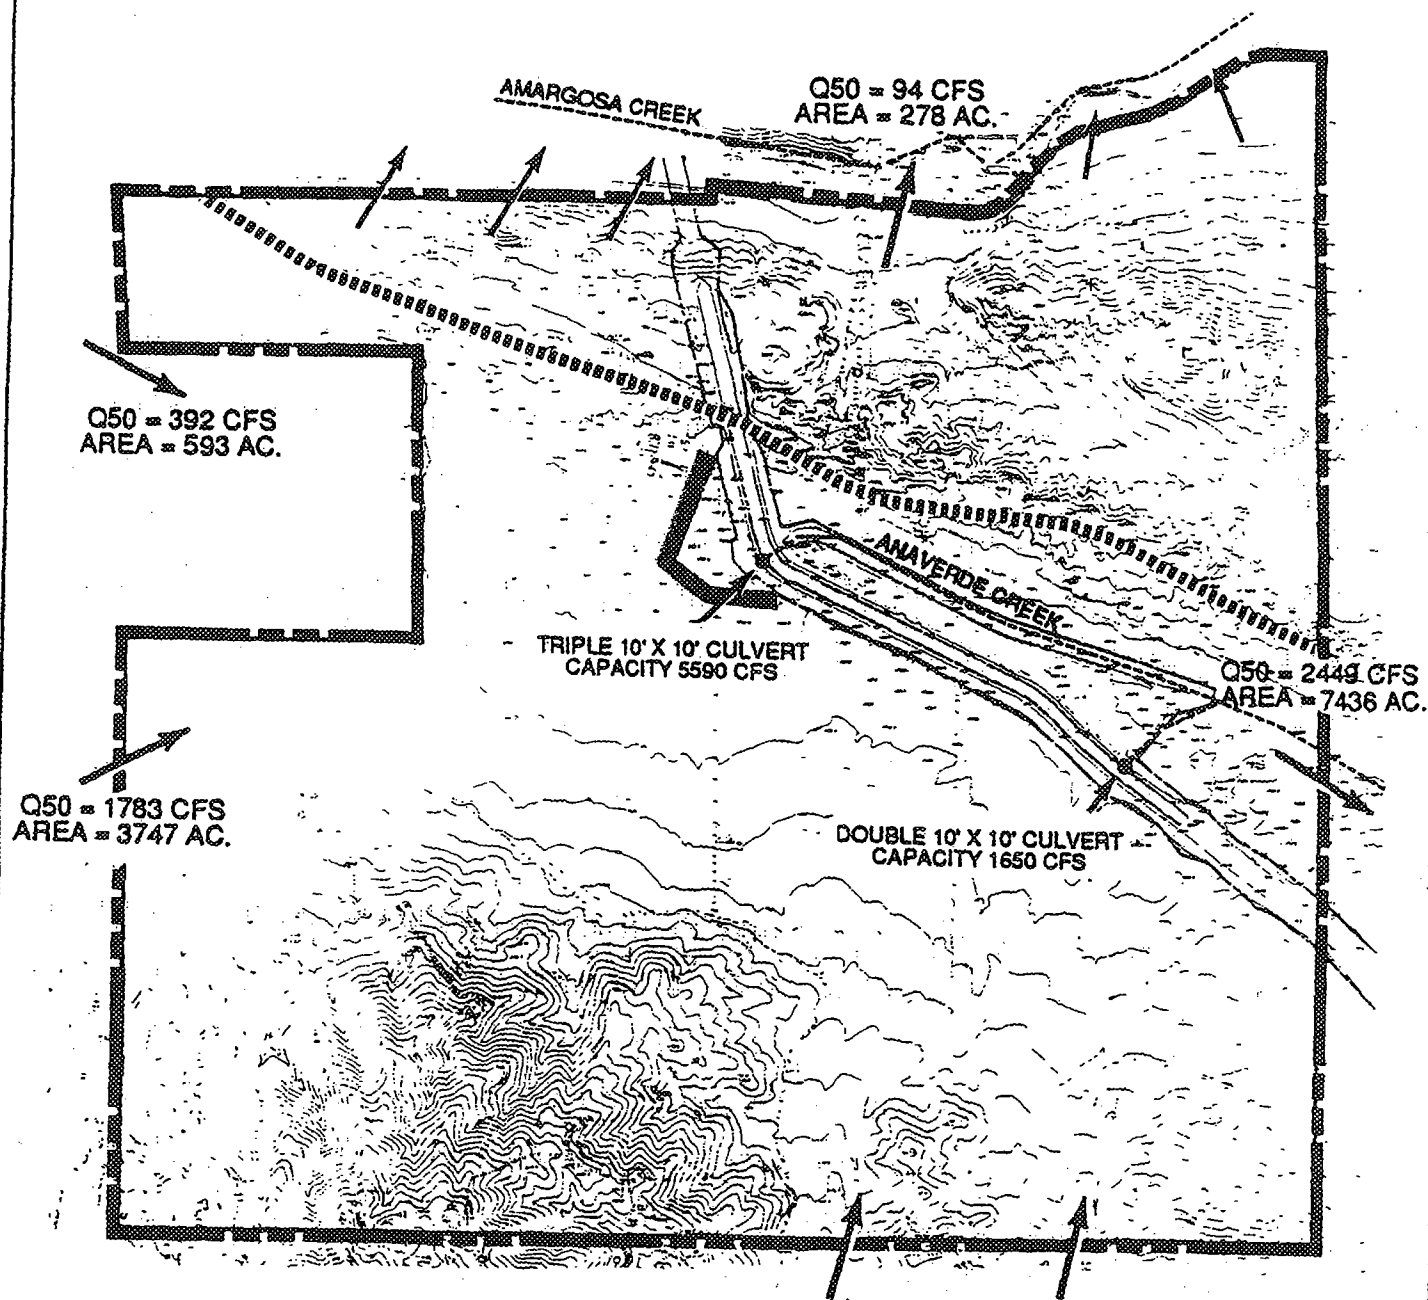 AMARGOSA CREEK
Q50 = 94 CFS
AREA = 278 AC.
Q50 = 392 CFS
AREA = 593 AC.
ANAVERDE CREEK
TRIPLE 10' X 10' CULVERT
CAPACITY 5590 CFS
Q50 = 2449 CFS
AREA = 7436 AC.
Q50 = 1783 CFS
AREA = 3747 AC.
DOUBLE 10' X 10' CULVERT
CAPACITY 1650 CFS